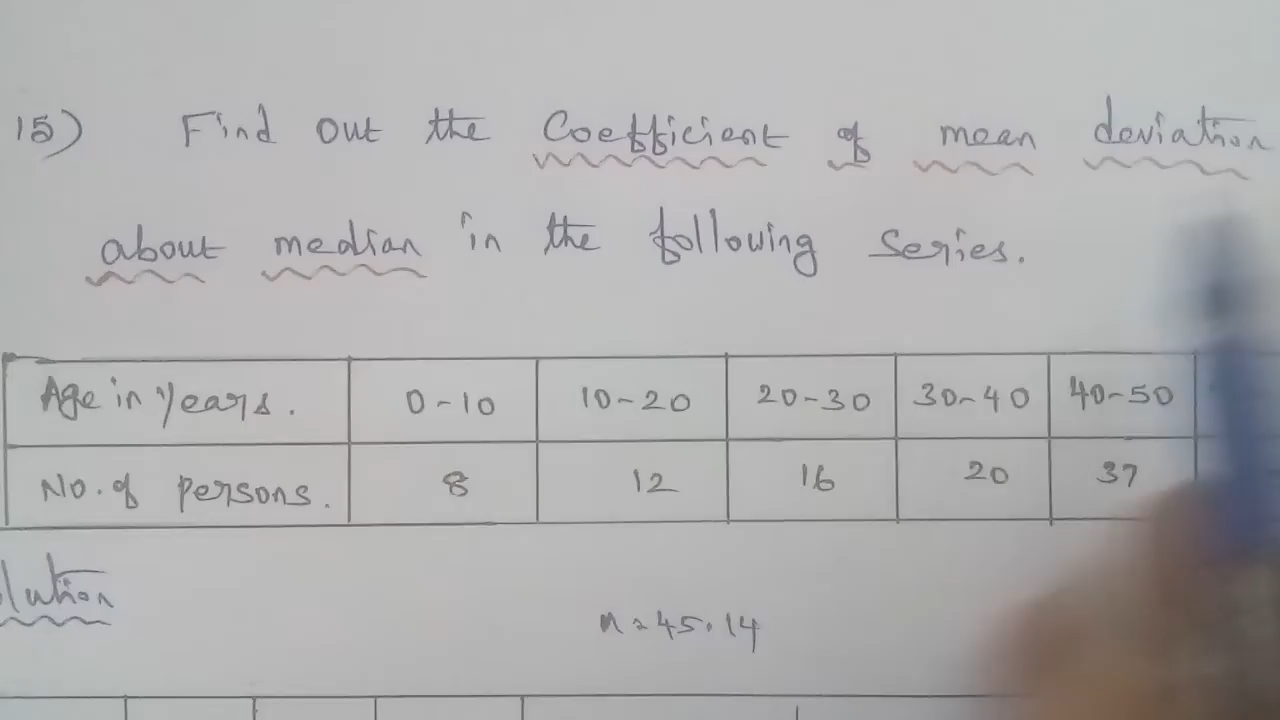 15) Find out the Coefficient of mean deviation
about median in the following Series.
Age in years. 0-10 10-20 20-30 30-40 40-50
No. of persons. 8 12 16 20 37
lution
n = 45.14